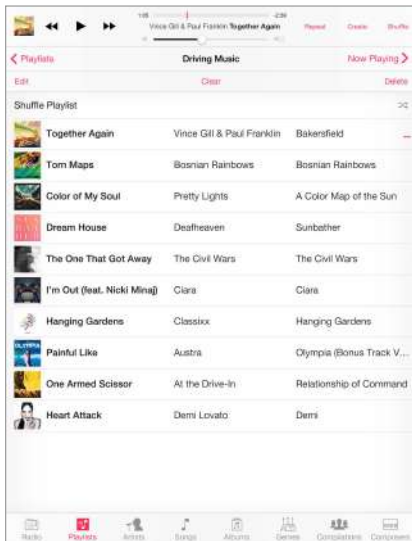 1:05 -2:59
Vince Gill & Paul Franklin Together Again Repeat Create Shuffle
Playlists Driving Music Now Playing
Edit Clear Delete
Shuffle Playlist
Together Again Vince Gill & Paul Franklin Bakersfield
Torn Maps Bosnian Rainbows Bosnian Rainbows
Color of My Soul Pretty Lights A Color Map of the Sun
Dream House Deafheaven Sunbather
The One That Got Away The Civil Wars The Civil Wars
I'm Out (feat. Nicki Minaj) Ciara Ciara
Hanging Gardens Classixx Hanging Gardens
OLYMPIA Painful Like Austra Olympia (Bonus Track V...
One Armed Scissor At the Drive-In Relationship of Command
Heart Attack Demi Lovato Demi
Radio Playlists Artists Songs Albums Genres Compilations Composers